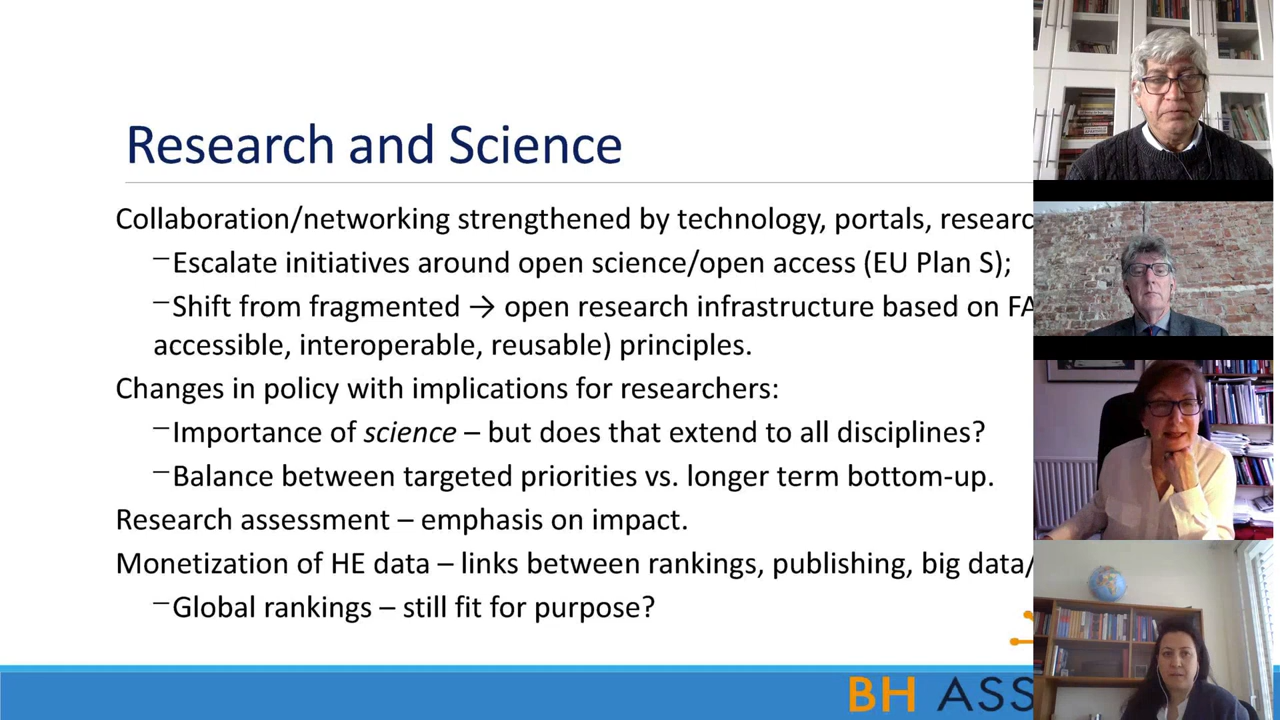 Research and Science
Collaboration/networking strengthened by technology, portals, researc
–Escalate initiatives around open science/open access (EU Plan S);
–Shift from fragmented → open research infrastructure based on FA
accessible, interoperable, reusable) principles.
Changes in policy with implications for researchers:
–Importance of science – but does that extend to all disciplines?
–Balance between targeted priorities vs. longer term bottom-up.
Research assessment – emphasis on impact.
Monetization of HE data – links between rankings, publishing, big data/
–Global rankings – still fit for purpose?
BH ASS